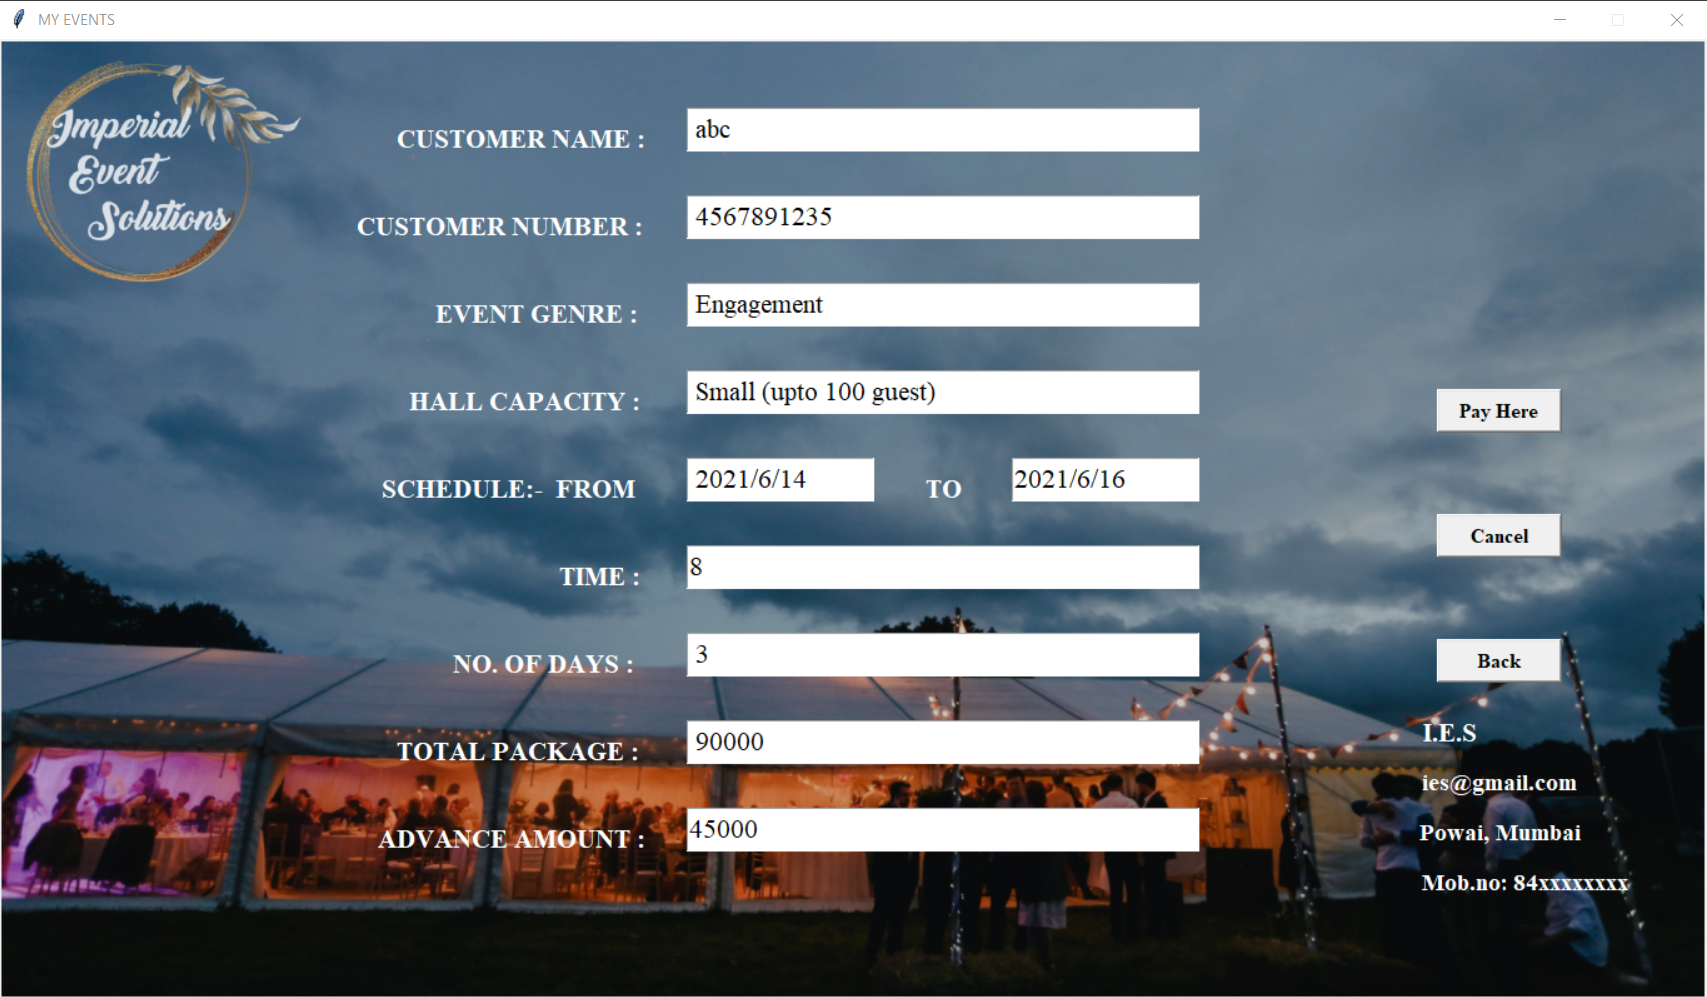 MY EVENTS
Imperial
Event
Solutions
CUSTOMER NAME : abc
CUSTOMER NUMBER : 4567891235
EVENT GENRE : Engagement
HALL CAPACITY : Small (upto 100 guest)
SCHEDULE:- FROM 2021/6/14 TO 2021/6/16
TIME : 8
NO. OF DAYS : 3
TOTAL PACKAGE : 90000
ADVANCE AMOUNT : 45000
Pay Here
Cancel
Back
I.E.S
ies@gmail.com
Powai, Mumbai
Mob.no: 84xxxxxxxx